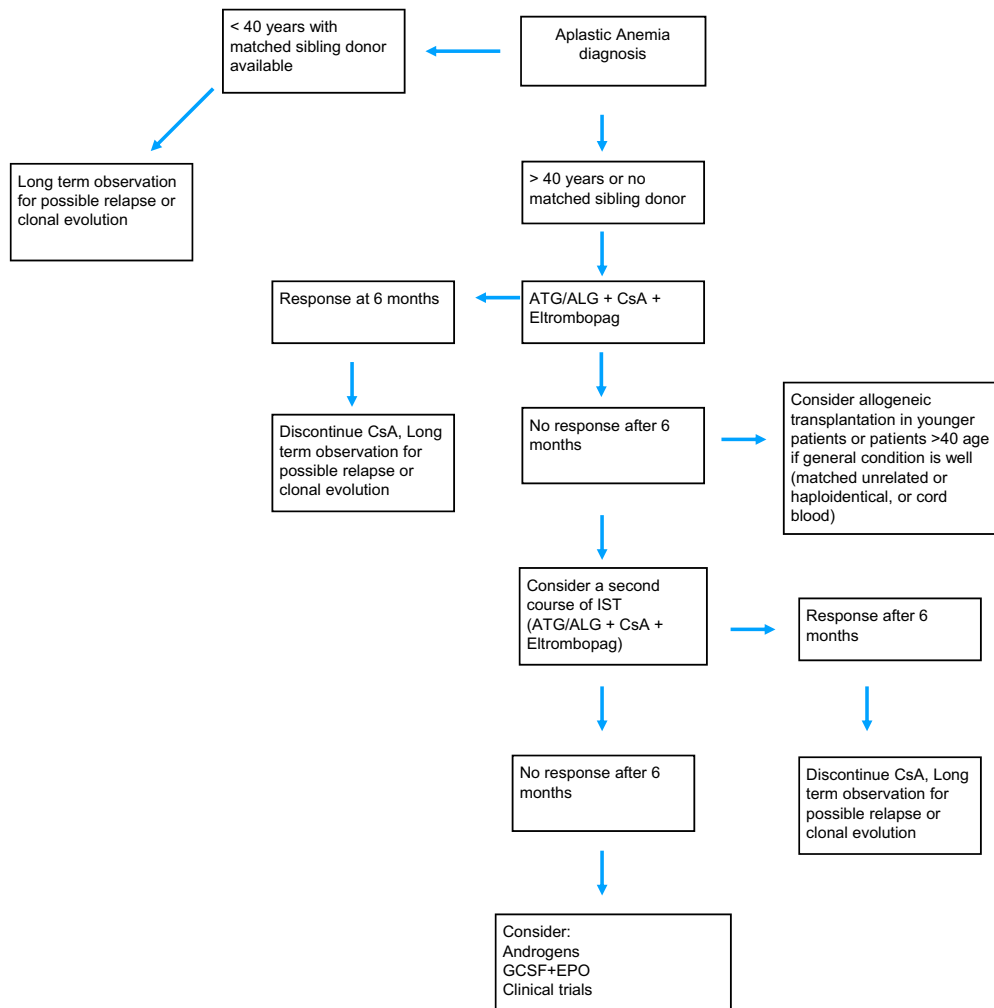 < 40 years with
matched sibling donor
available
Aplastic Anemia
diagnosis
Long term observation
for possible relapse or
clonal evolution
> 40 years or no
matched sibling donor
Response at 6 months
ATG/ALG + CsA +
Eltrombopag
Discontinue CsA, Long
term observation for
possible relapse or
clonal evolution
No response after 6
months
Consider allogeneic
transplantation in younger
patients or patients >40 age
if general condition is well
(matched unrelated or
haploidentical, or cord
blood)
Consider a second
course of IST
(ATG/ALG + CsA +
Eltrombopag)
Response after 6
months
No response after 6
months
Discontinue CsA, Long
term observation for
possible relapse or
clonal evolution
Consider:
Androgens
GCSF+EPO
Clinical trials